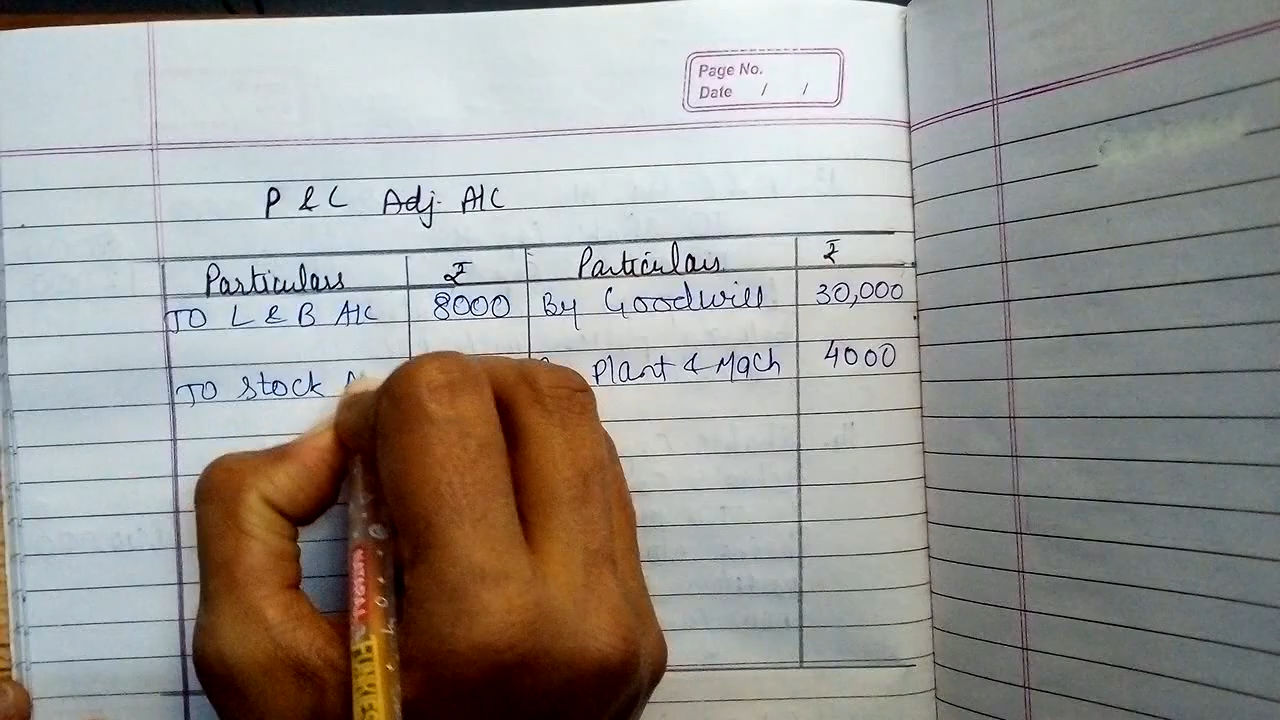 Page No.
Date / /
P & L Adj. A/C
Particulars ₹ Particulars ₹
TO L & B A/C 8000 By Goodwill 30,000
TO Stock Plant & Mach 4000